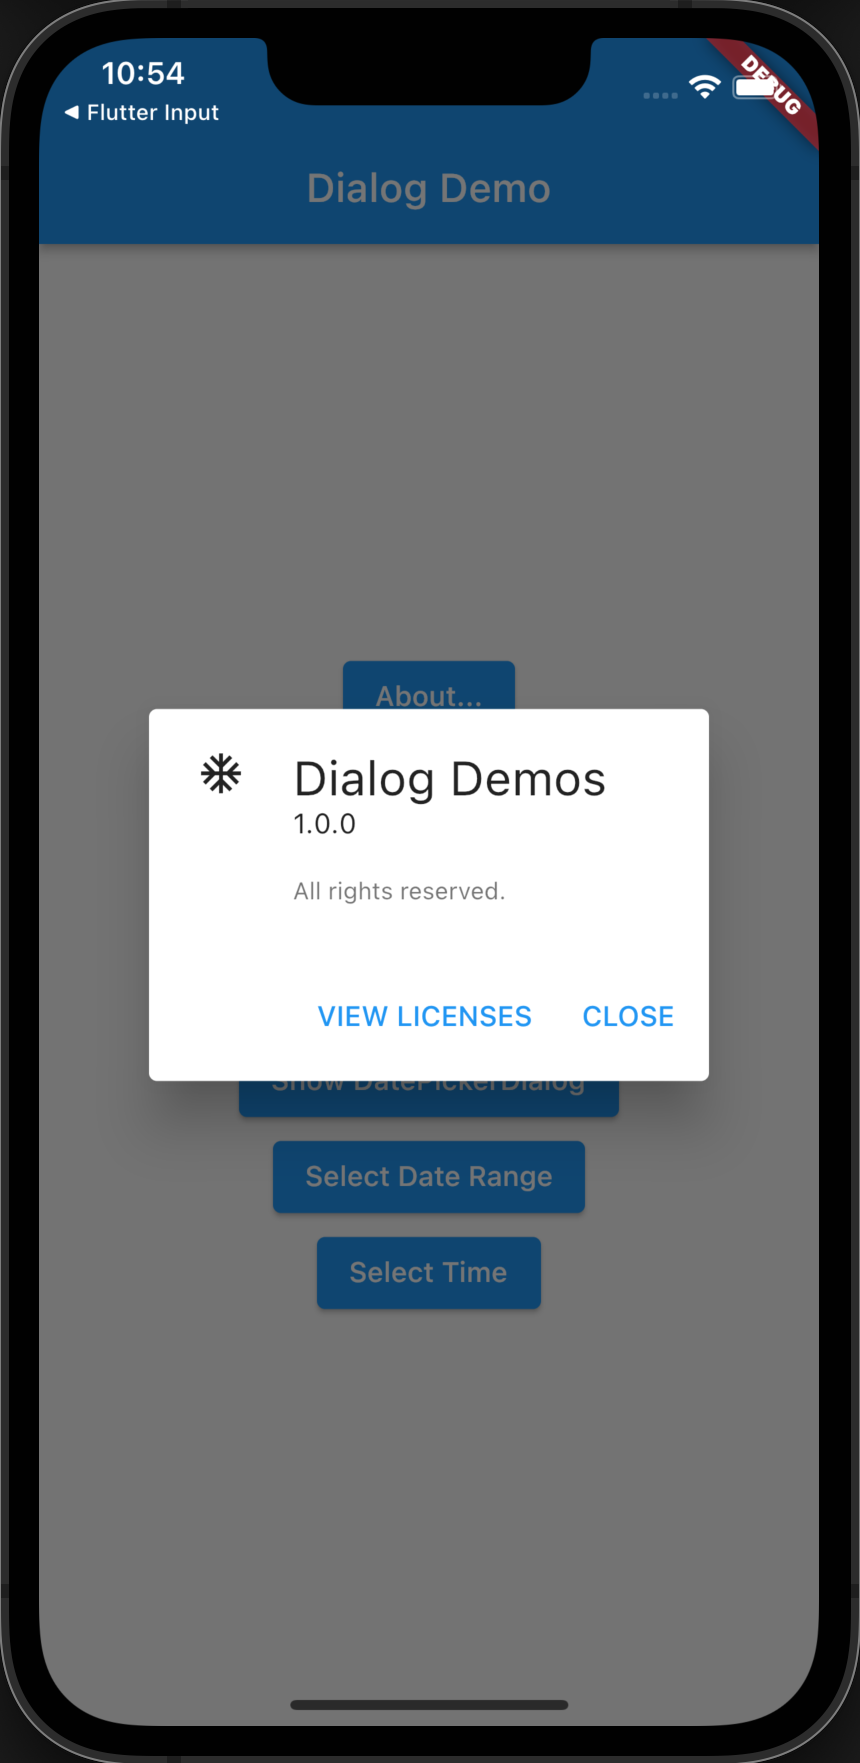 10:54
◀ Flutter Input
DEBUG
Dialog Demo
About...
Dialog Demos
1.0.0
All rights reserved.
VIEW LICENSES CLOSE
Show DatePickerDialog
Select Date Range
Select Time